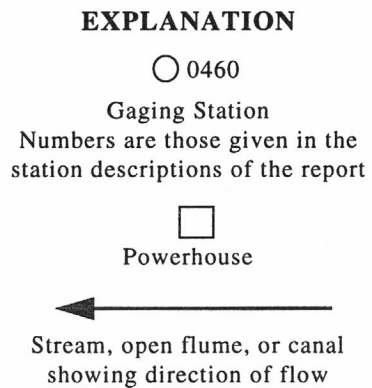 EXPLANATION
0460
Gaging Station
Numbers are those given in the
station descriptions of the report
Powerhouse
Stream, open flume, or canal
showing direction of flow